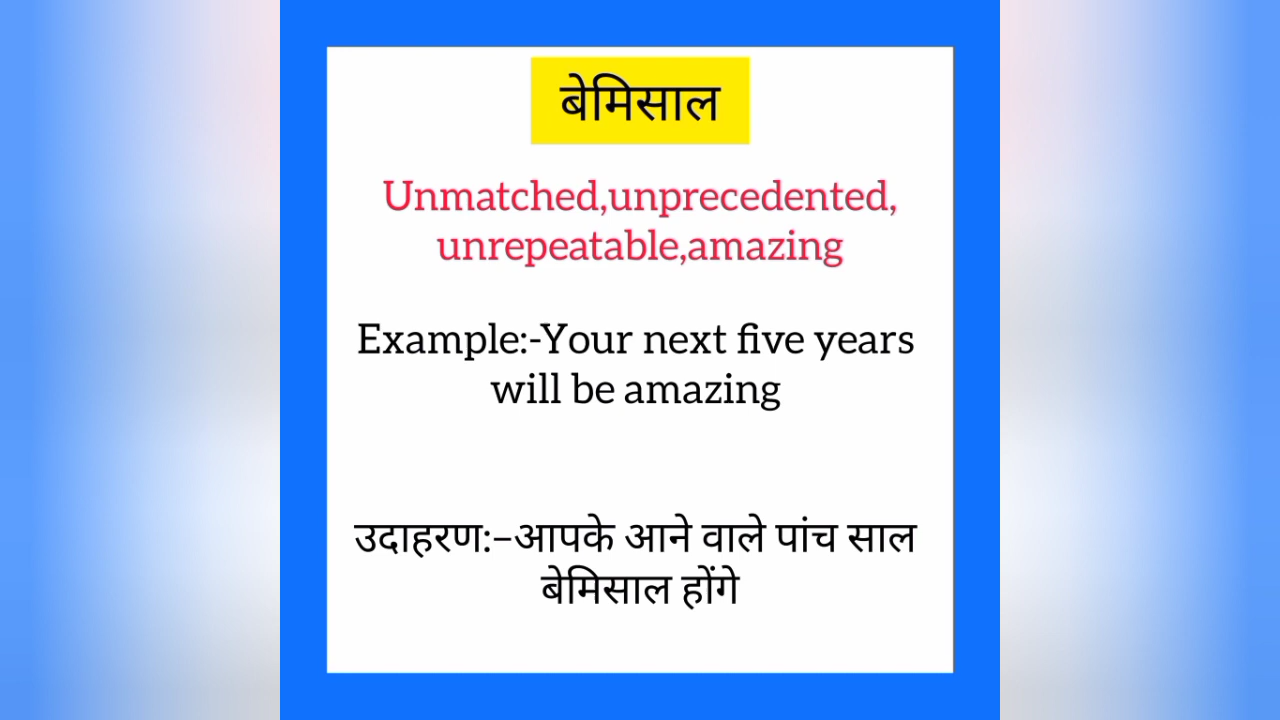 बेमिसाल
Unmatched,unprecedented,
unrepeatable,amazing
Example:-Your next five years
will be amazing
उदाहरण:–आपके आने वाले पांच साल
बेमिसाल होंगे